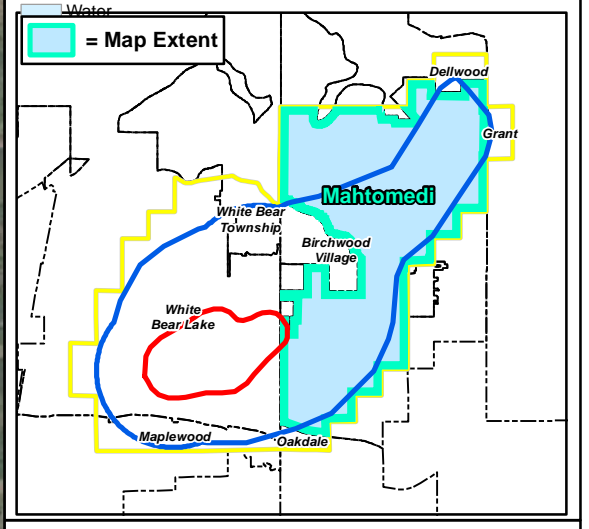 Water
= Map Extent
Dellwood
Grant
Mahtomedi
White Bear
Township
Birchwood
Village
White
Bear Lake
Maplewood
Oakdale